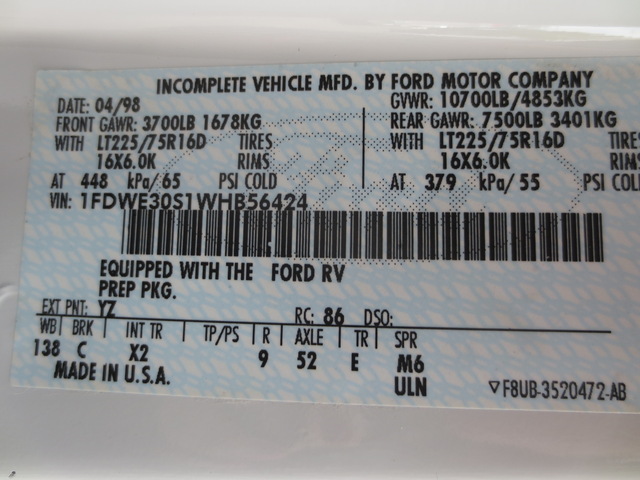 INCOMPLETE VEHICLE MFD. BY FORD MOTOR COMPANY
DATE: 04/98 GVWR: 10700LB/4853KG
FRONT GAWR: 3700LB 1678KG REAR GAWR: 7500LB 3401KG
WITH LT225/75R16D TIRES WITH LT225/75R16D TIRES
16X6.0K RIMS 16X6.0K RIMS
AT 448 kPa/65 PSI COLD AT 379 kPa/55 PSI COLD
VIN: 1FDWE30S1WHB56424
EQUIPPED WITH THE FORD RV
PREP PKG.
EXT PNT: YZ RC: 86 DSO:
WB BRK INT TR TP/PS R AXLE TR SPR
138 C X2 9 52 E M6
MADE IN U.S.A. ULN ▽F8UB-3520472-AB